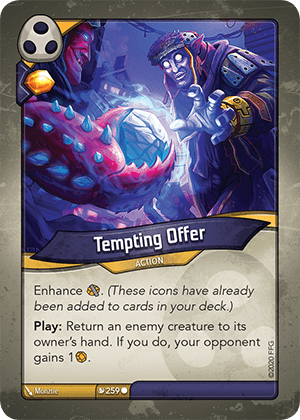 Tempting Offer
ACTION
Enhance . (These icons have already
been added to cards in your deck.)
Play: Return an enemy creature to its
owner's hand. If you do, your opponent
gains 1.
©2020 FFG
259